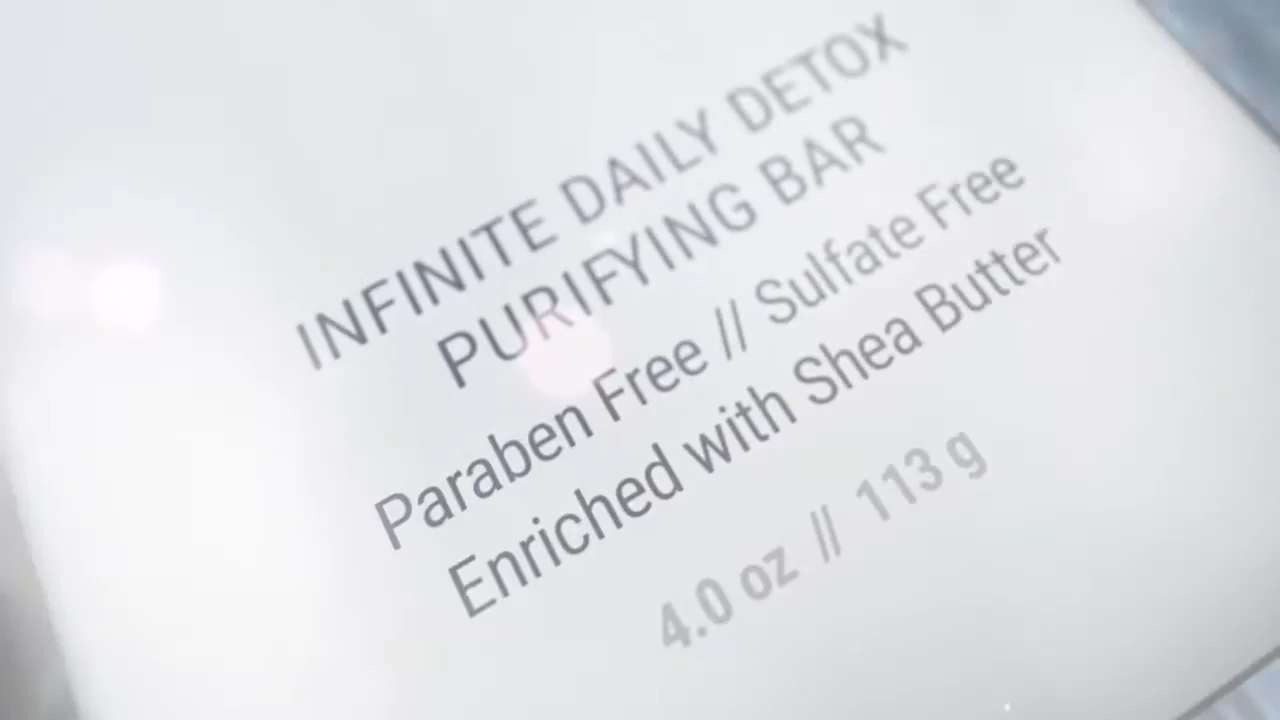 INFINITE DAILY DETOX
PURIFYING BAR
Paraben Free // Sulfate Free
Enriched with Shea Butter
4.0 oz // 113 g